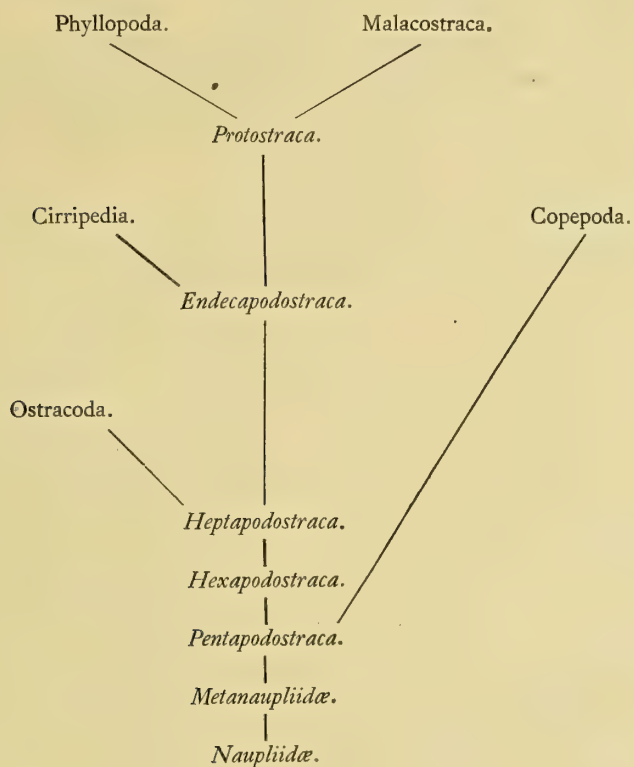 Phyllopoda. Malacostraca.
Protostraca.
Cirripedia. Copepoda.
Endecapodostraca.
Ostracoda.
Heptapodostraca.
Hexapodostraca.
Pentapodostraca.
Metanaupliidæ.
Naupliidæ.